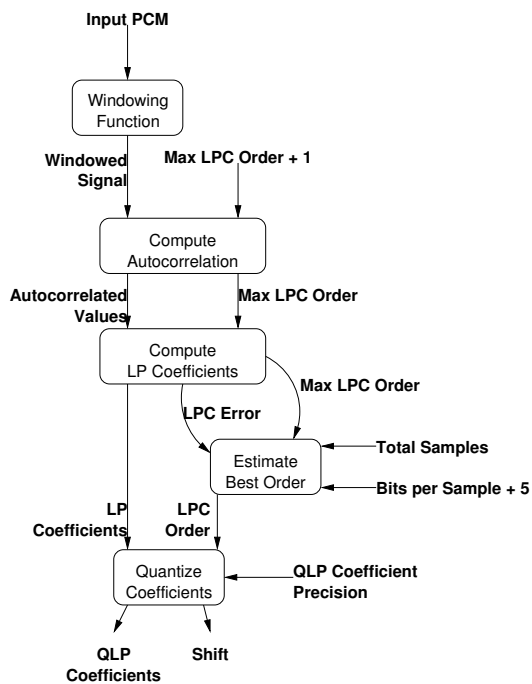 Input PCM
Windowing
Function
Windowed
Signal
Max LPC Order + 1
Compute
Autocorrelation
Autocorrelated
Values
Max LPC Order
Compute
LP Coefficients
LPC Error
Max LPC Order
Estimate
Best Order
Total Samples
Bits per Sample + 5
LP
Coefficients
LPC
Order
Quantize
Coefficients
QLP Coefficient
Precision
QLP
Coefficients
Shift